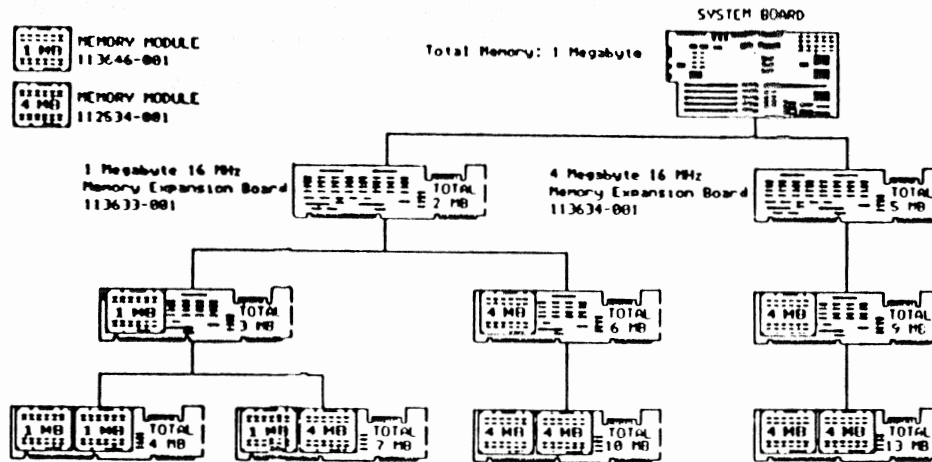 SYSTEM BOARD
1 MB
MEMORY MODULE
113646-001
Total Memory: 1 Megabyte
4 MB
MEMORY MODULE
112534-001
1 Megabyte 16 MHz
Memory Expansion Board
113633-001
TOTAL
2 MB
4 Megabyte 16 MHz
Memory Expansion Board
113634-001
TOTAL
5 MB
1 MB
TOTAL
3 MB
4 MB
TOTAL
6 MB
4 MB
TOTAL
9 MB
1 MB
1 MB
TOTAL
4 MB
1 MB
4 MB
TOTAL
7 MB
4 MB
4 MB
TOTAL
10 MB
4 MB
4 MB
TOTAL
13 MB